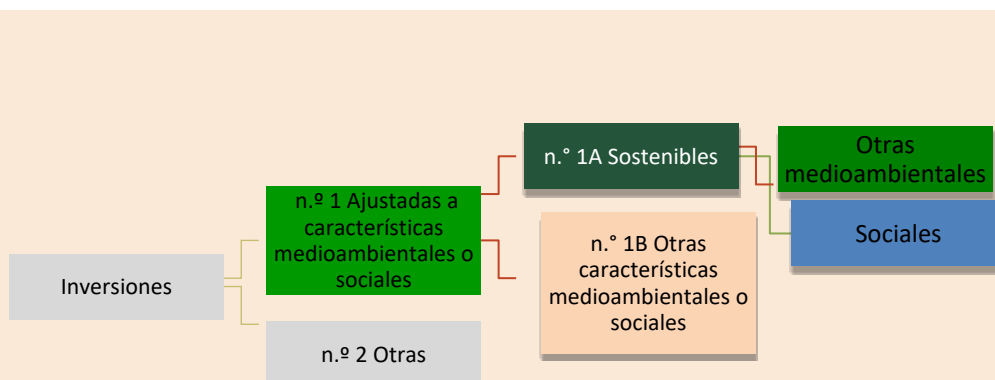 Inversiones
n.º 1 Ajustadas a
características
medioambientales o
sociales
n.º 2 Otras
n.° 1A Sostenibles
n.° 1B Otras
características
medioambientales o
sociales
Otras
medioambientales
Sociales